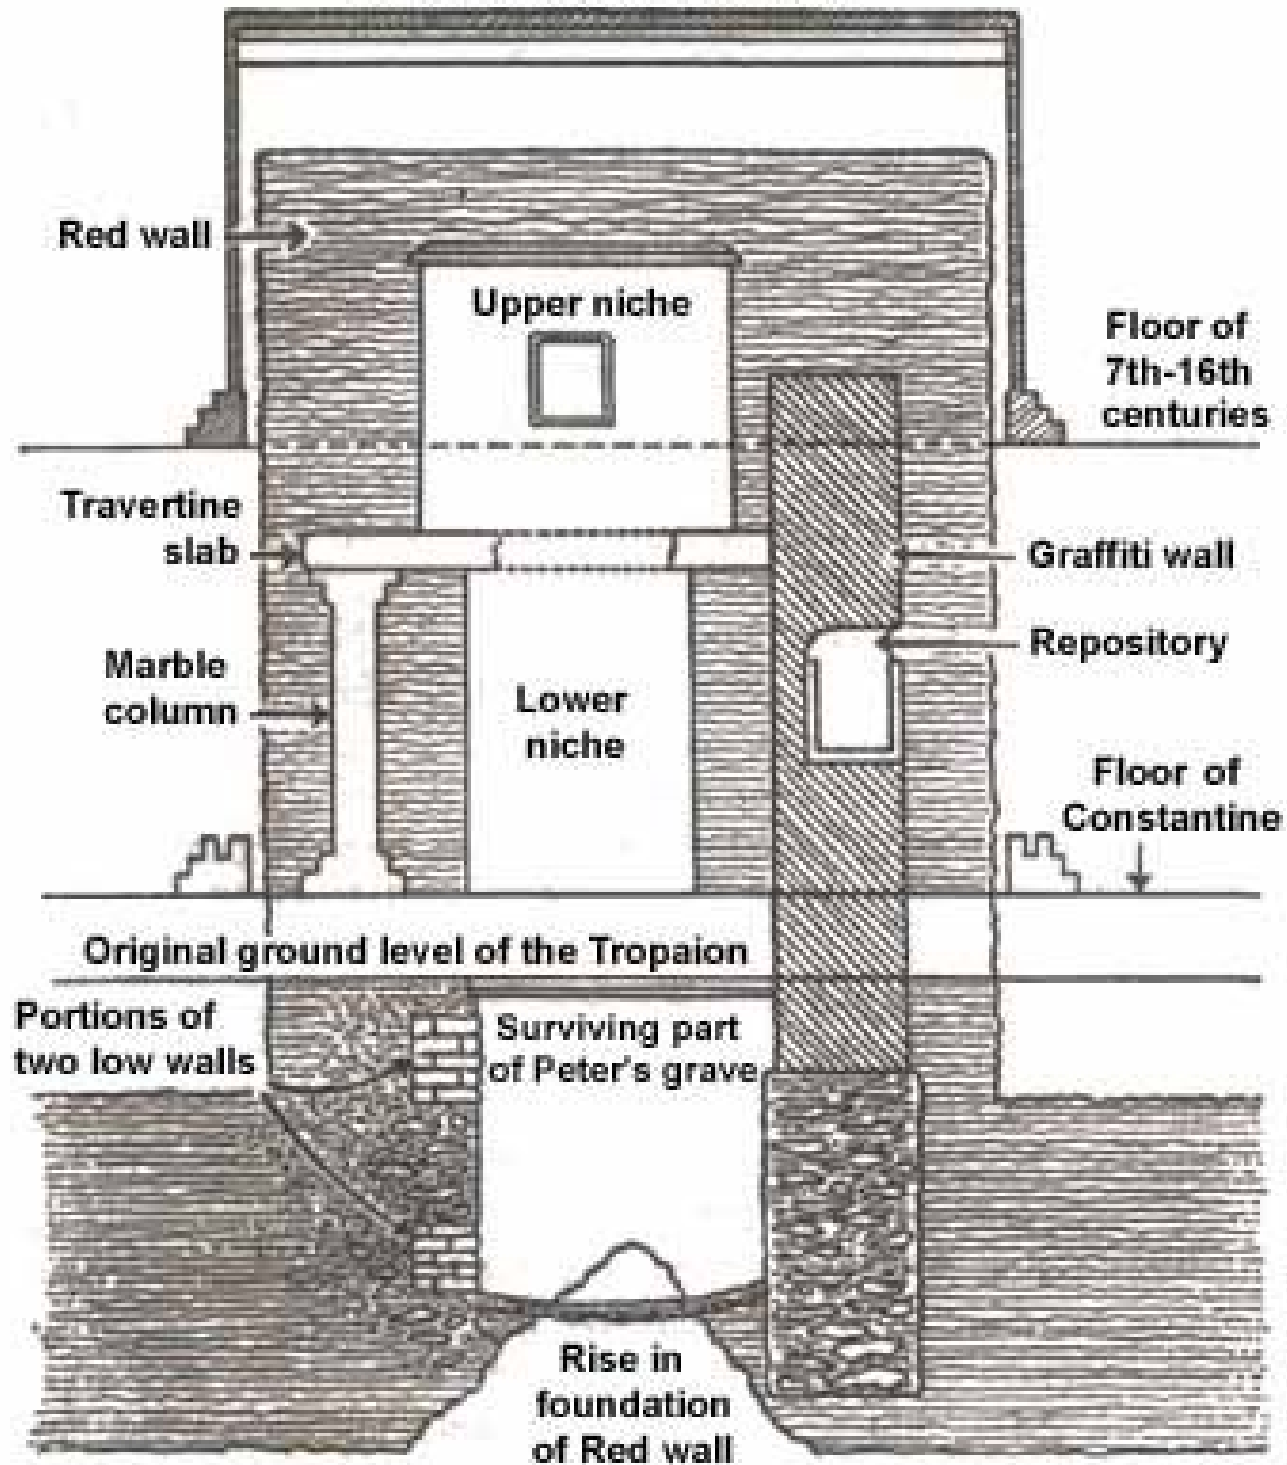 Red wall
Upper niche
Floor of
7th-16th
centuries
Travertine
slab
Graffiti wall
Repository
Marble
column
Lower
niche
Floor of
Constantine
Original ground level of the Tropaion
Portions of
two low walls
Surviving part
of Peter's grave
Rise in
foundation
of Red wall